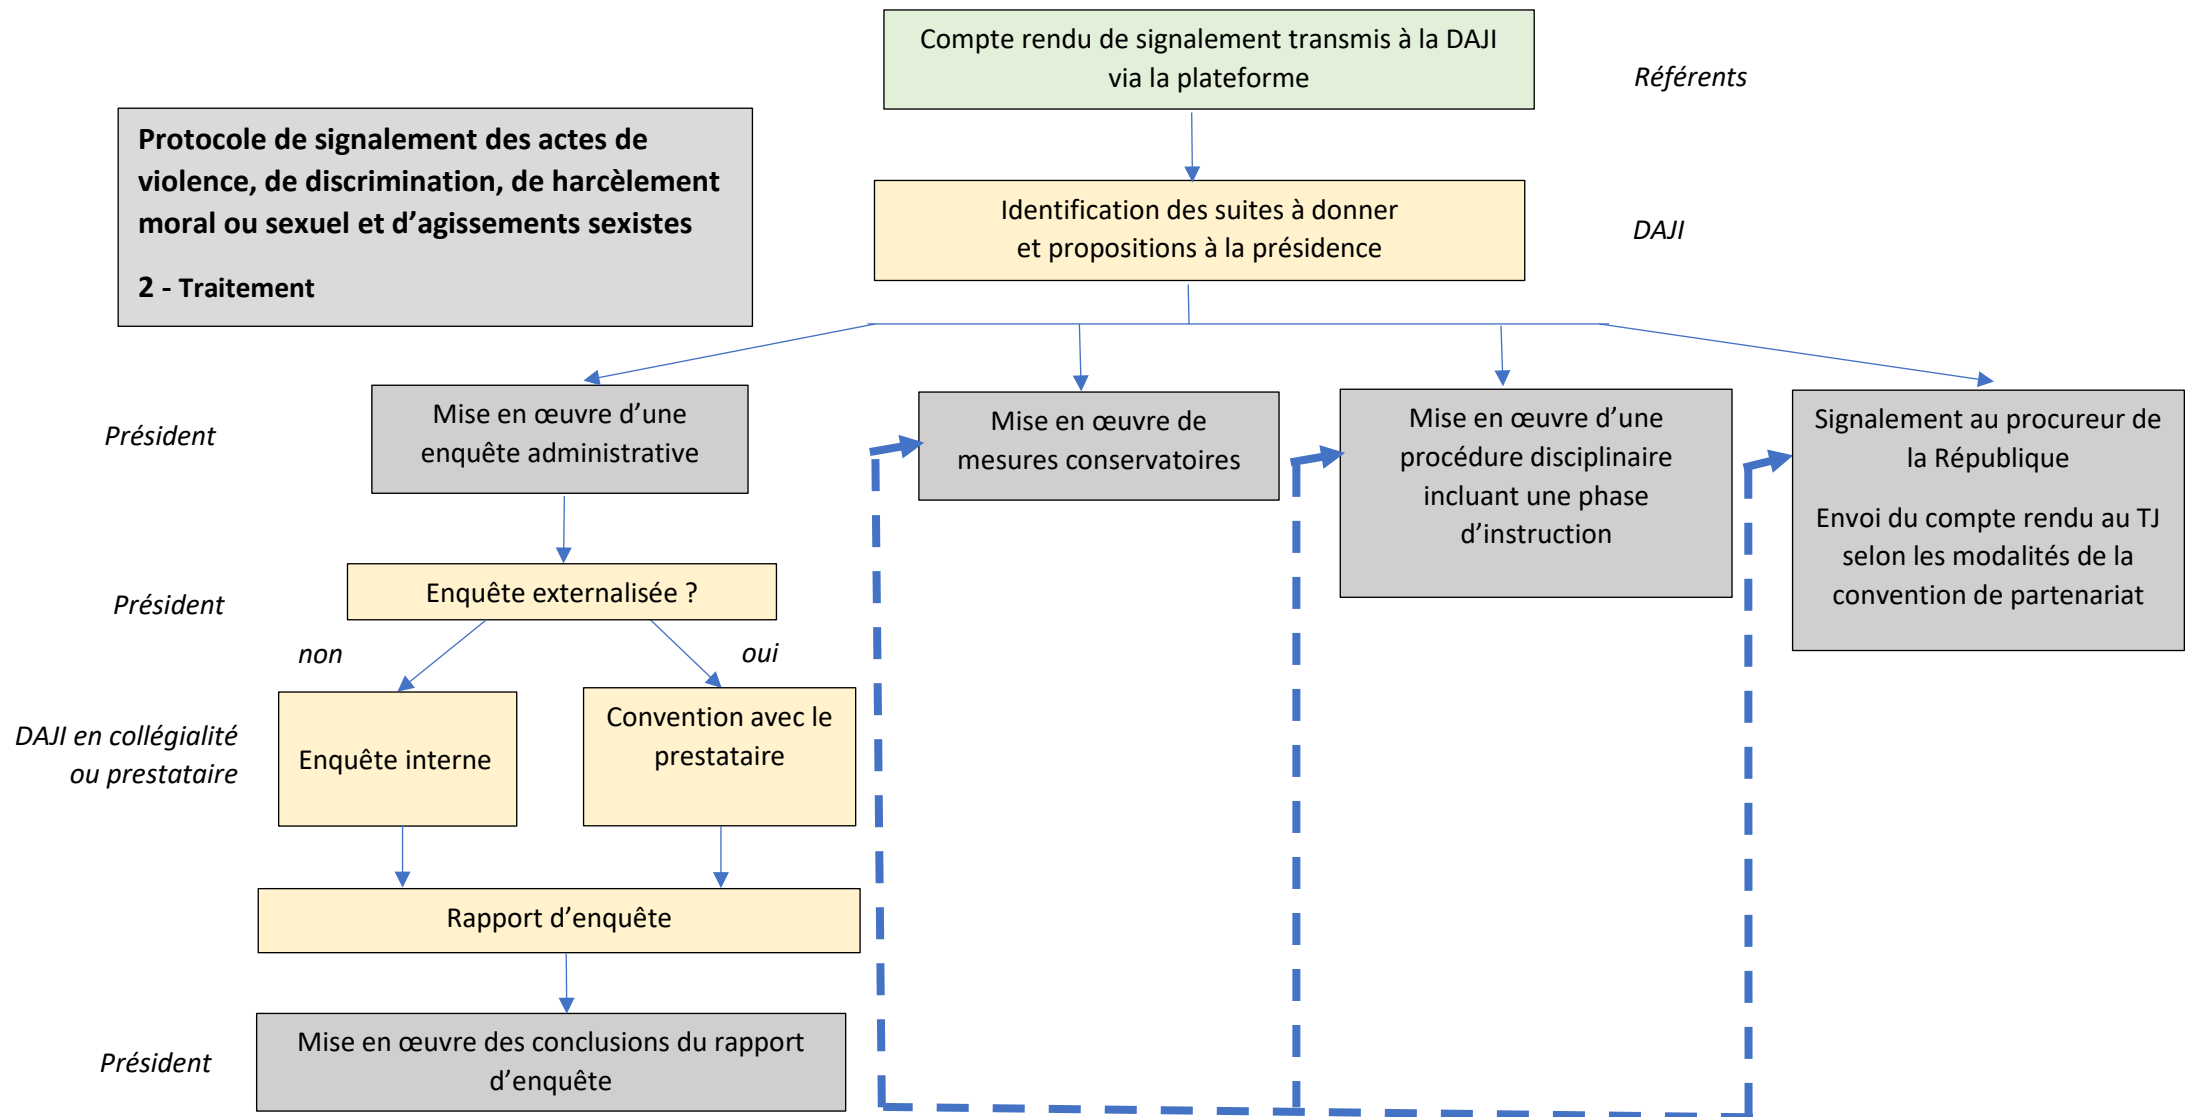 Compte rendu de signalement transmis à la DAJI
via la plateforme
Référents
Protocole de signalement des actes de
violence, de discrimination, de harcèlement
moral ou sexuel et d’agissements sexistes
2 - Traitement
Identification des suites à donner
et propositions à la présidence
DAJI
Président
Mise en œuvre d’une
enquête administrative
Mise en œuvre de
mesures conservatoires
Mise en œuvre d’une
procédure disciplinaire
incluant une phase
d’instruction
Signalement au procureur de
la République
Envoi du compte rendu au TJ
selon les modalités de la
convention de partenariat
Président
Enquête externalisée ?
non
oui
DAJI en collégialité
ou prestataire
Enquête interne
Convention avec le
prestataire
Rapport d’enquête
Président
Mise en œuvre des conclusions du rapport
d’enquête